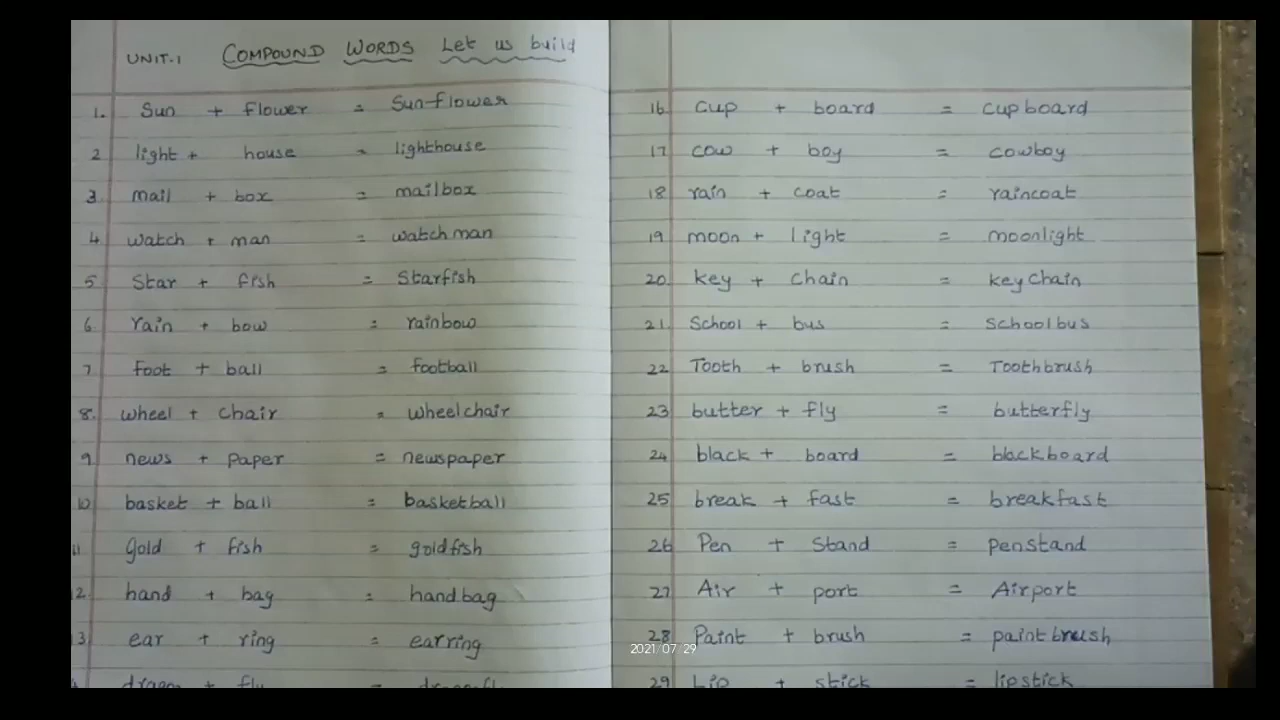 UNIT.1 COMPOUND WORDS Let us build
1. Sun + flower = Sunflower
2 light + house = lighthouse
3. mail + box = mailbox
4. watch + man = watchman
5 Star + fish = Starfish
6. rain + bow = rainbow
7 foot + ball = football
8. wheel + chair = wheelchair
9 news + paper = newspaper
10 basket + ball = basketball
11 gold + fish = goldfish
12 hand + bag = handbag
13 ear + ring = earring
dragon + fly =
16 Cup + board = cupboard
17 cow + boy = cowboy
18 rain + coat = raincoat
19 moon + light = moonlight
20. key + chain = keychain
21. School + bus = Schoolbus
22 Tooth + brush = Toothbrush
23 butter + fly = butterfly
24 black + board = blackboard
25 break + fast = breakfast
26 Pen + Stand = Penstand
27 Air + port = Airport
28 Paint + brush = paintbrush
29 Lip + stick = lipstick
2021/07/29